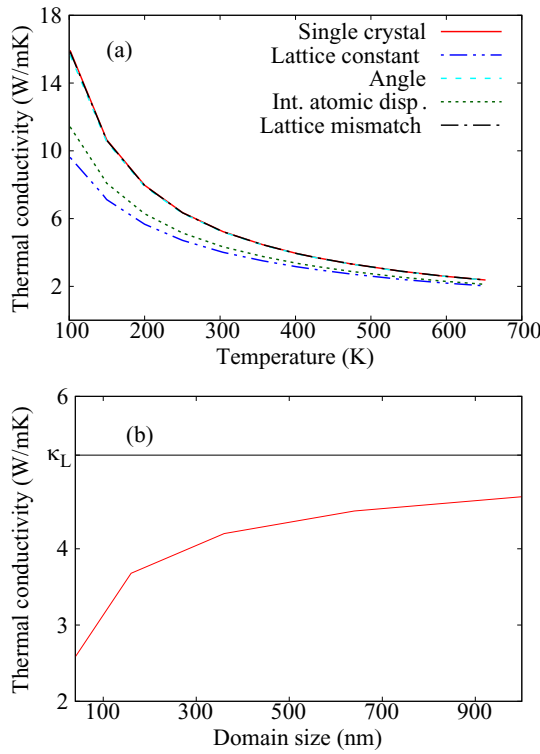 (a)
Single crystal
Lattice constant
Angle
Int. atomic disp.
Lattice mismatch
Thermal conductivity (W/mK)
18
14
10
6
2
100
200
300
400
500
600
700
Temperature (K)
(b)
Thermal conductivity (W/mK)
6
κL
4
3
2
100
300
500
700
900
Domain size (nm)